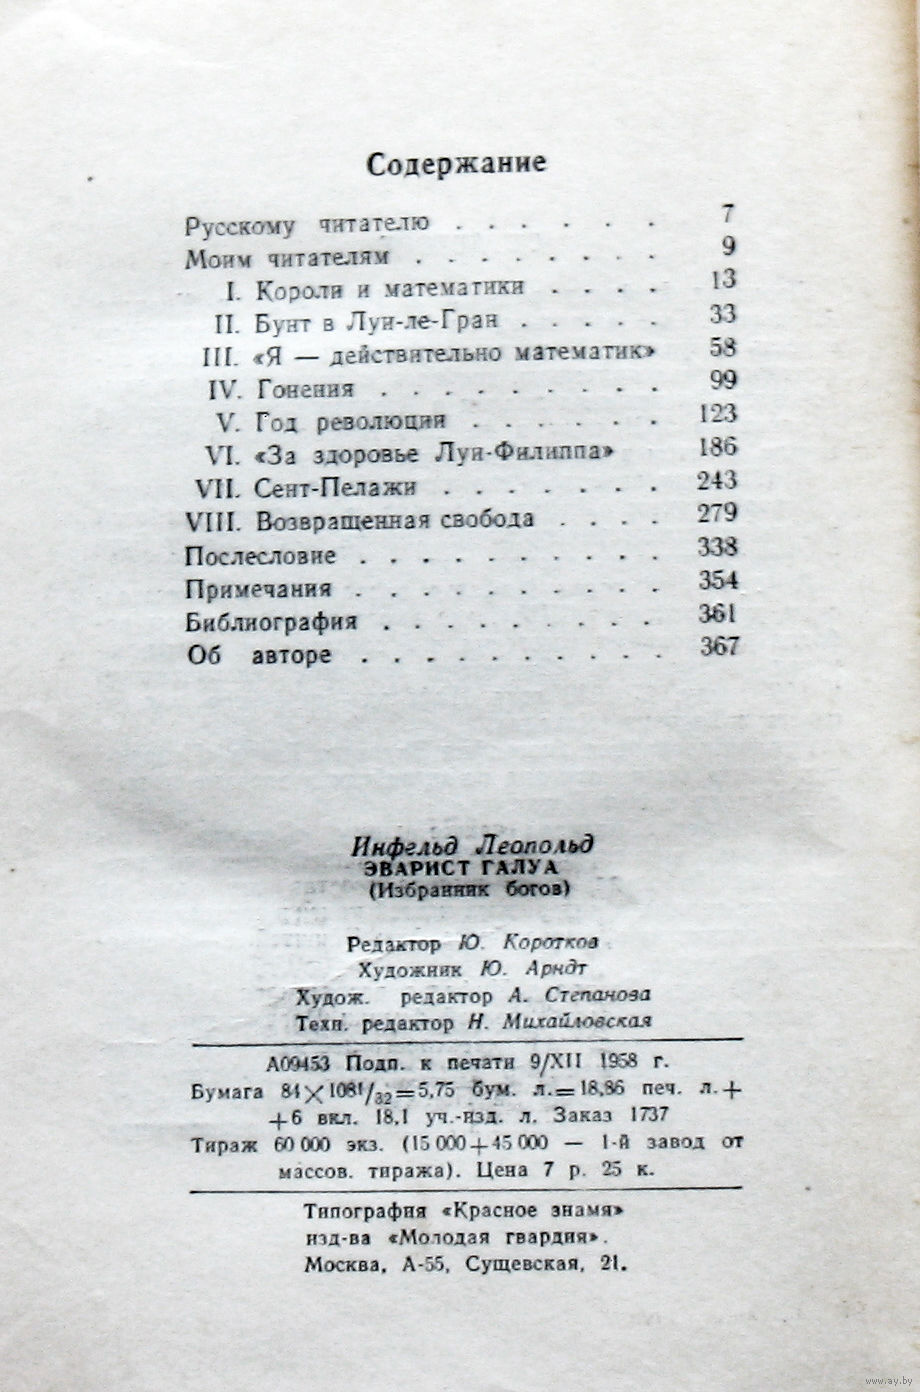 Содержание
Русскому читателю . . . . . . 7
Моим читателям . . . . . . . . 9
I. Короли и математики . . . . 13
II. Бунт в Луи-ле-Гран . . . . . 33
III. «Я — действительно математик» 58
IV. Гонения . . . . . . . . . 99
V. Год революции . . . . . . 123
VI. «За здоровье Луи-Филиппа» 186
VII. Сент-Пелажи . . . . . . . 243
VIII. Возвращенная свобода . . . . 279
Послесловие . . . . . . . . . . 338
Примечания . . . . . . . . . . 354
Библиография . . . . . . . . . 361
Об авторе . . . . . . . . . . 367
Инфельд Леопольд
ЭВАРИСТ ГАЛУА
(Избранник богов)
Редактор Ю. Коротков
Художник Ю. Арндт
Худож. редактор А. Степанова
Техн. редактор Н. Михайловская
А09453 Подп. к печати 9/XII 1958 г.
Бумага 84×108¹/₃₂=5,75 бум. л.=18,86 печ. л.+
+6 вкл. 18,1 уч.-изд. л. Заказ 1737
Тираж 60 000 экз. (15 000+45 000 — 1-й завод от
массов. тиража). Цена 7 р. 25 к.
Типография «Красное знамя»
изд-ва «Молодая гвардия».
Москва, А-55, Сущевская, 21.
www.ay.by